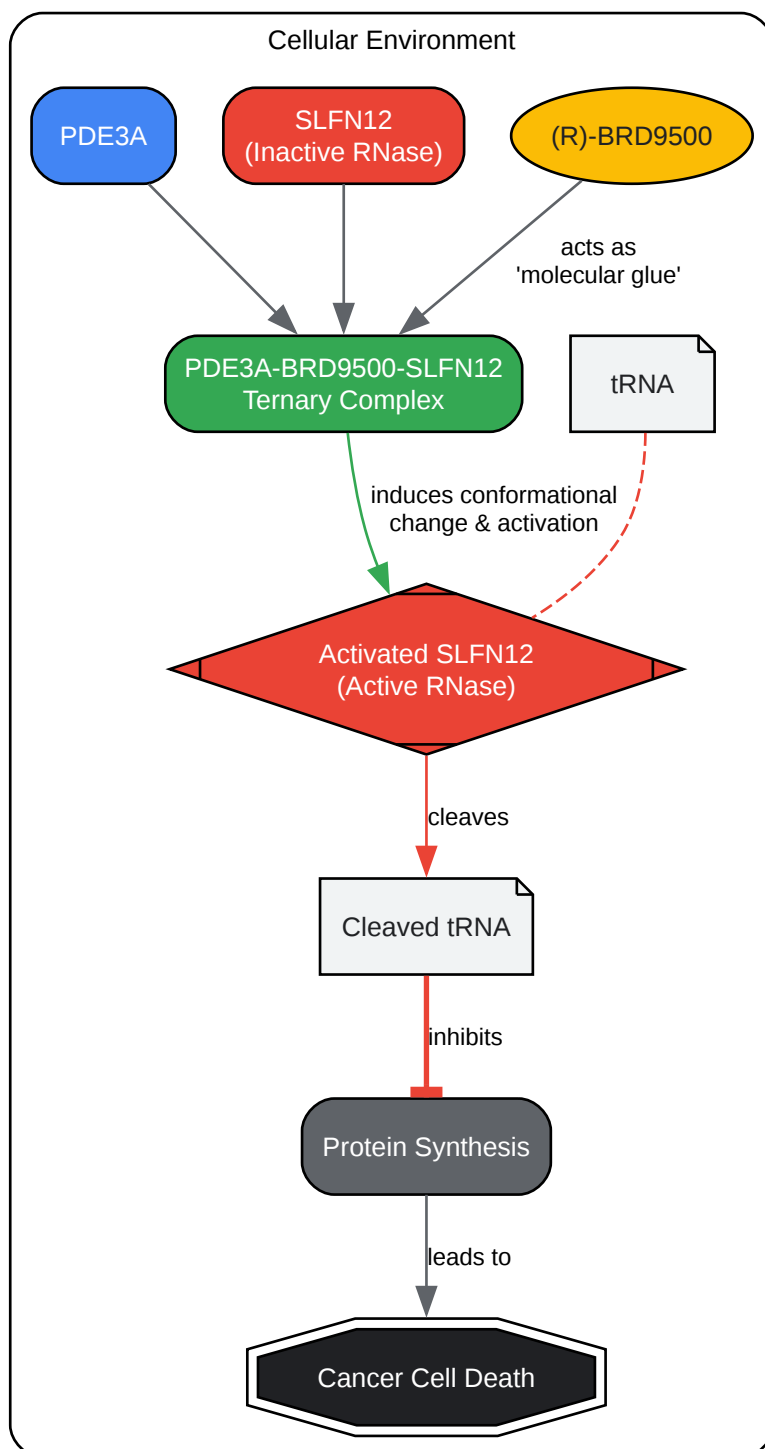 Cellular Environment
PDE3A
SLFN12
(Inactive RNase)
(R)-BRD9500
acts as
'molecular glue'
PDE3A-BRD9500-SLFN12
Ternary Complex
tRNA
induces conformational
change & activation
Activated SLFN12
(Active RNase)
cleaves
Cleaved tRNA
inhibits
Protein Synthesis
leads to
Cancer Cell Death